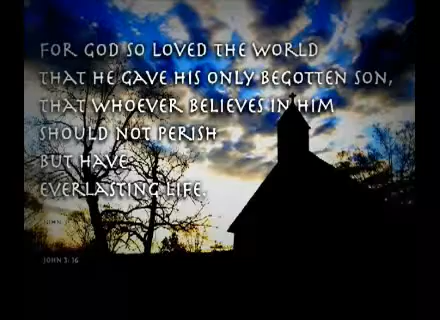 FOR GOD SO LOVED THE WORLD
THAT HE GAVE HIS ONLY BEGOTTEN SON,
THAT WHOEVER BELIEVES IN HIM
SHOULD NOT PERISH
BUT HAVE
EVERLASTING LIFE.
JOHN
JOHN 3:16